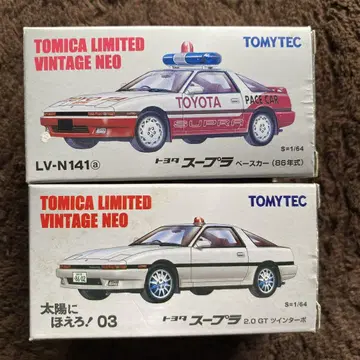 TOMICA LIMITED
VINTAGE NEO
TOMYTEC
TOYOTA
PACE CAR
SUPRA
S=1/64
LV-N141ⓐ
トヨタ スープラ ペースカー (86年式)
TOMICA LIMITED
VINTAGE NEO
TOMYTEC
太陽に
ほえろ! 03
S=1/64
トヨタ スープラ 2.0 GT ツインターボ